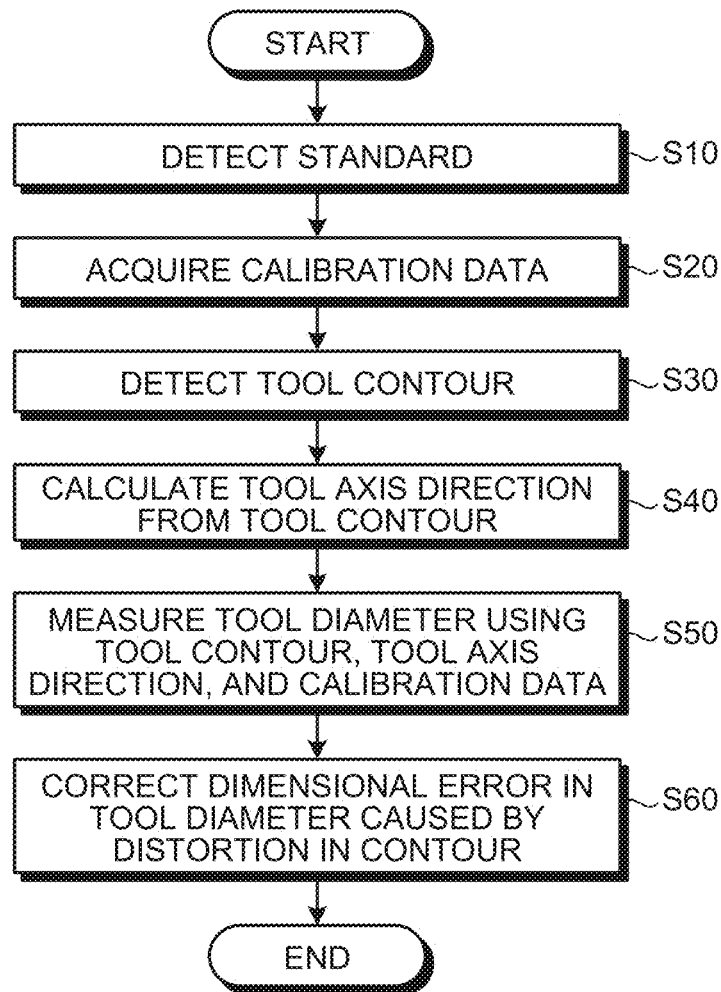 START
DETECT STANDARD
S10
ACQUIRE CALIBRATION DATA
S20
DETECT TOOL CONTOUR
S30
CALCULATE TOOL AXIS DIRECTION
FROM TOOL CONTOUR
S40
MEASURE TOOL DIAMETER USING
TOOL CONTOUR, TOOL AXIS
DIRECTION, AND CALIBRATION DATA
S50
CORRECT DIMENSIONAL ERROR IN
TOOL DIAMETER CAUSED BY
DISTORTION IN CONTOUR
S60
END